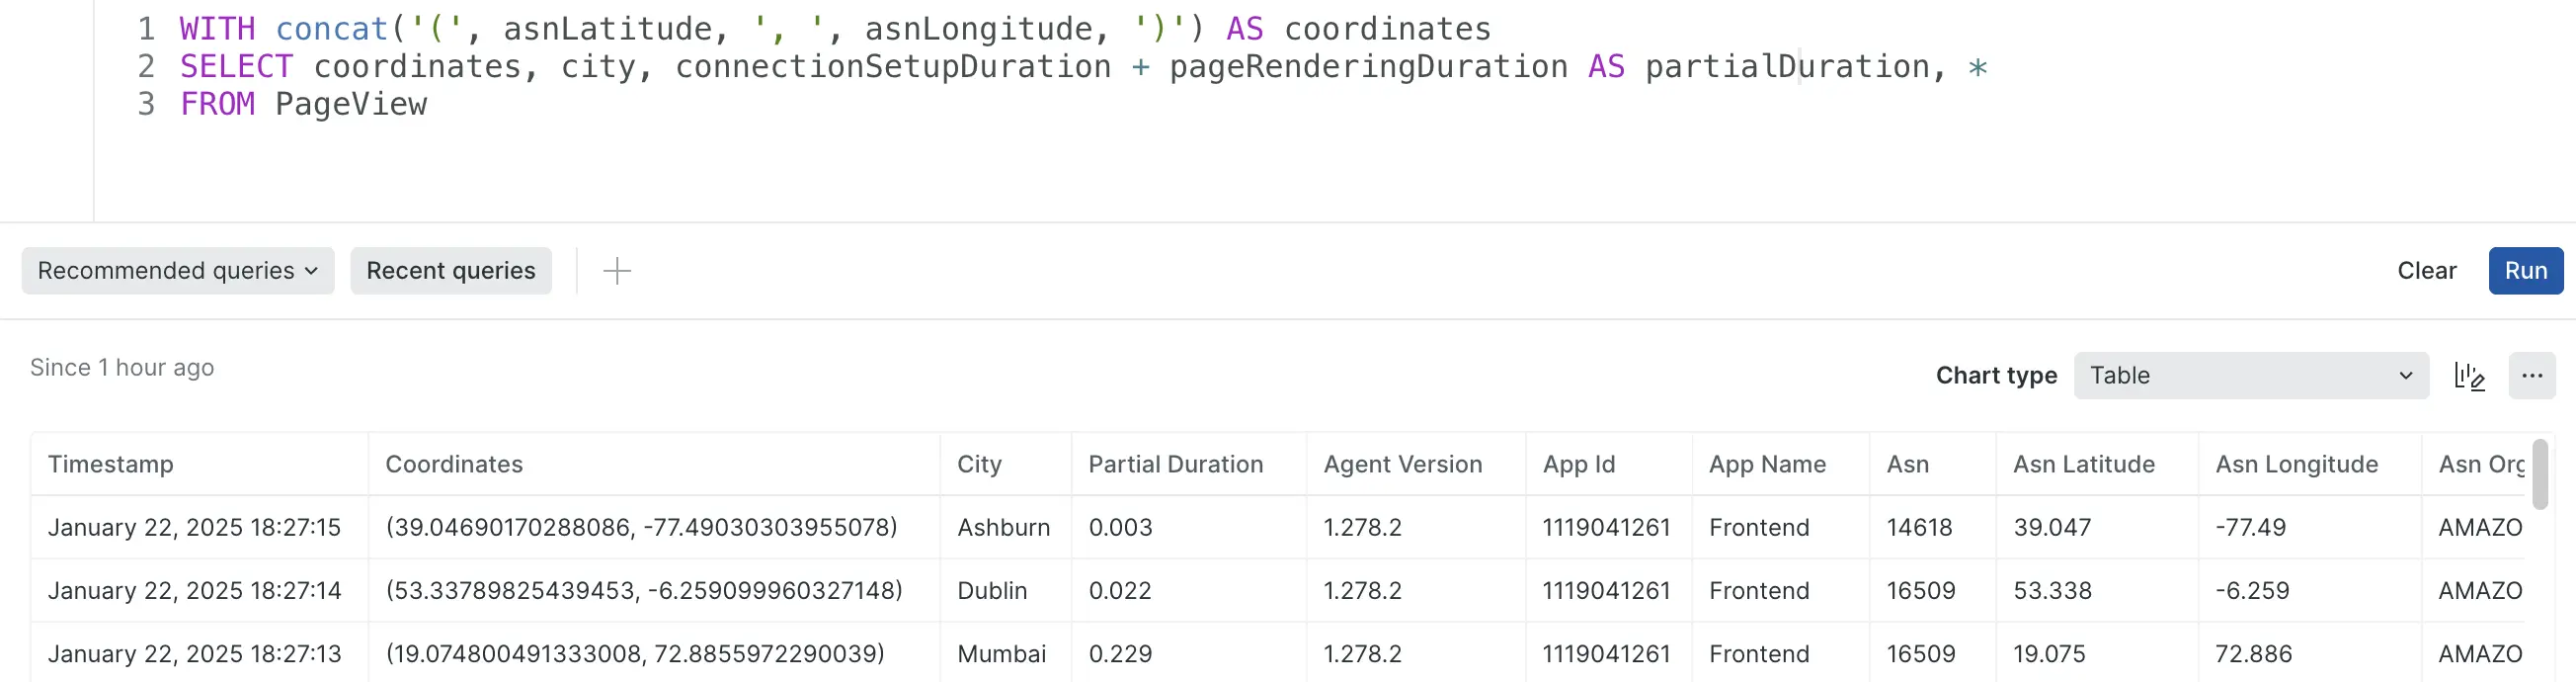 1 WITH concat('(', asnLatitude, ', ', asnLongitude, ')') AS coordinates
2 SELECT coordinates, city, connectionSetupDuration + pageRenderingDuration AS partialDuration, *
3 FROM PageView
Recommended queries Recent queries Clear Run
Since 1 hour ago Chart type Table
Timestamp Coordinates City Partial Duration Agent Version App Id App Name Asn Asn Latitude Asn Longitude Asn Org
January 22, 2025 18:27:15 (39.04690170288086, -77.49030303955078) Ashburn 0.003 1.278.2 1119041261 Frontend 14618 39.047 -77.49 AMAZO
January 22, 2025 18:27:14 (53.33789825439453, -6.259099960327148) Dublin 0.022 1.278.2 1119041261 Frontend 16509 53.338 -6.259 AMAZO
January 22, 2025 18:27:13 (19.074800491333008, 72.8855972290039) Mumbai 0.229 1.278.2 1119041261 Frontend 16509 19.075 72.886 AMAZO